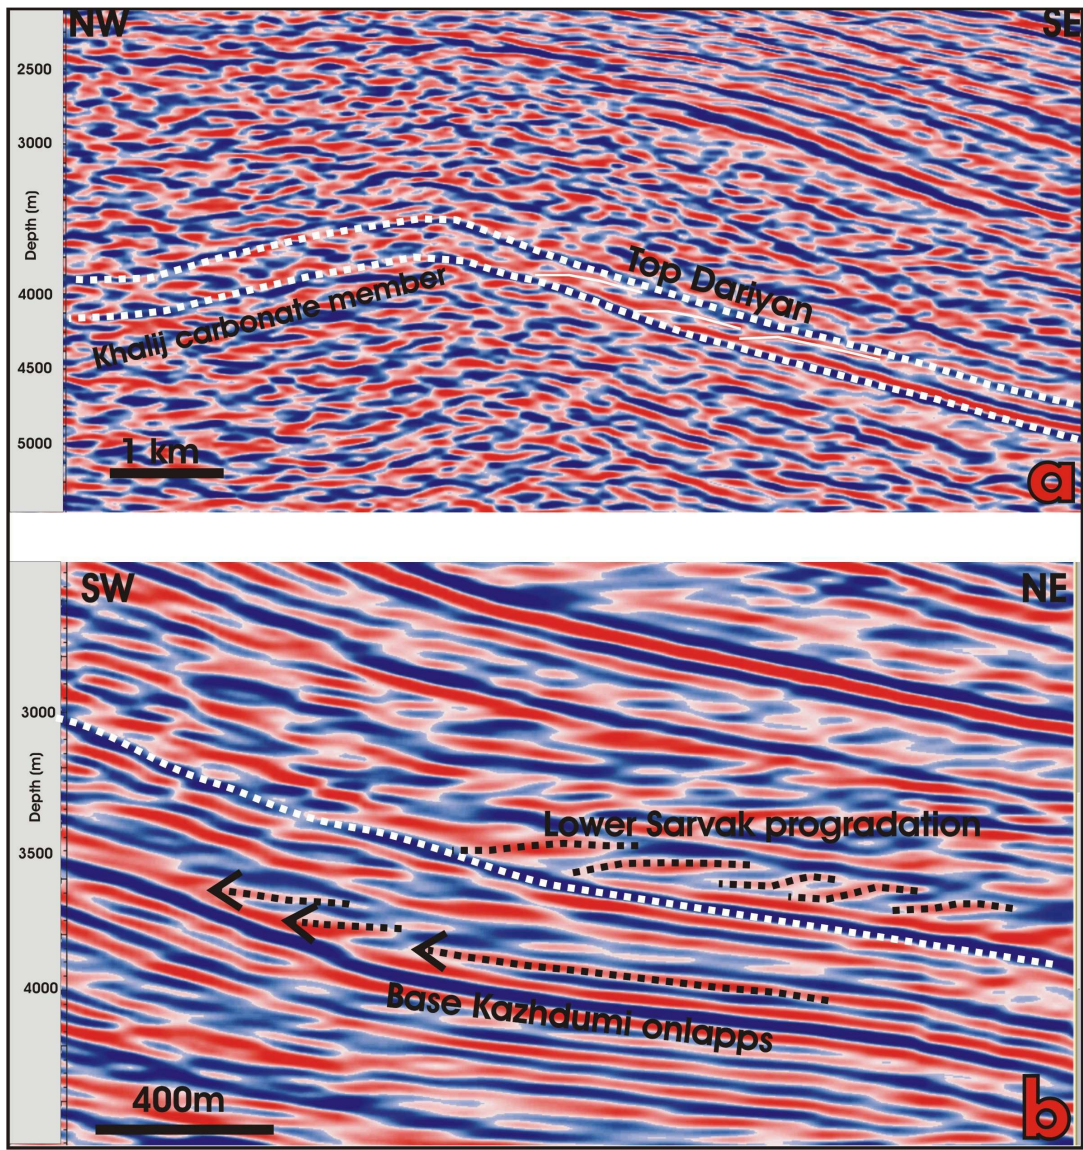 NW
SE
2500
3000
Depth (m)
4000
4500
5000
Top Dariyan
Khalij carbonate member
1 km
a
SW
NE
3000
Depth (m)
3500
4000
Lower Sarvak progradation
Base Kazhdumi onlapps
400m
b